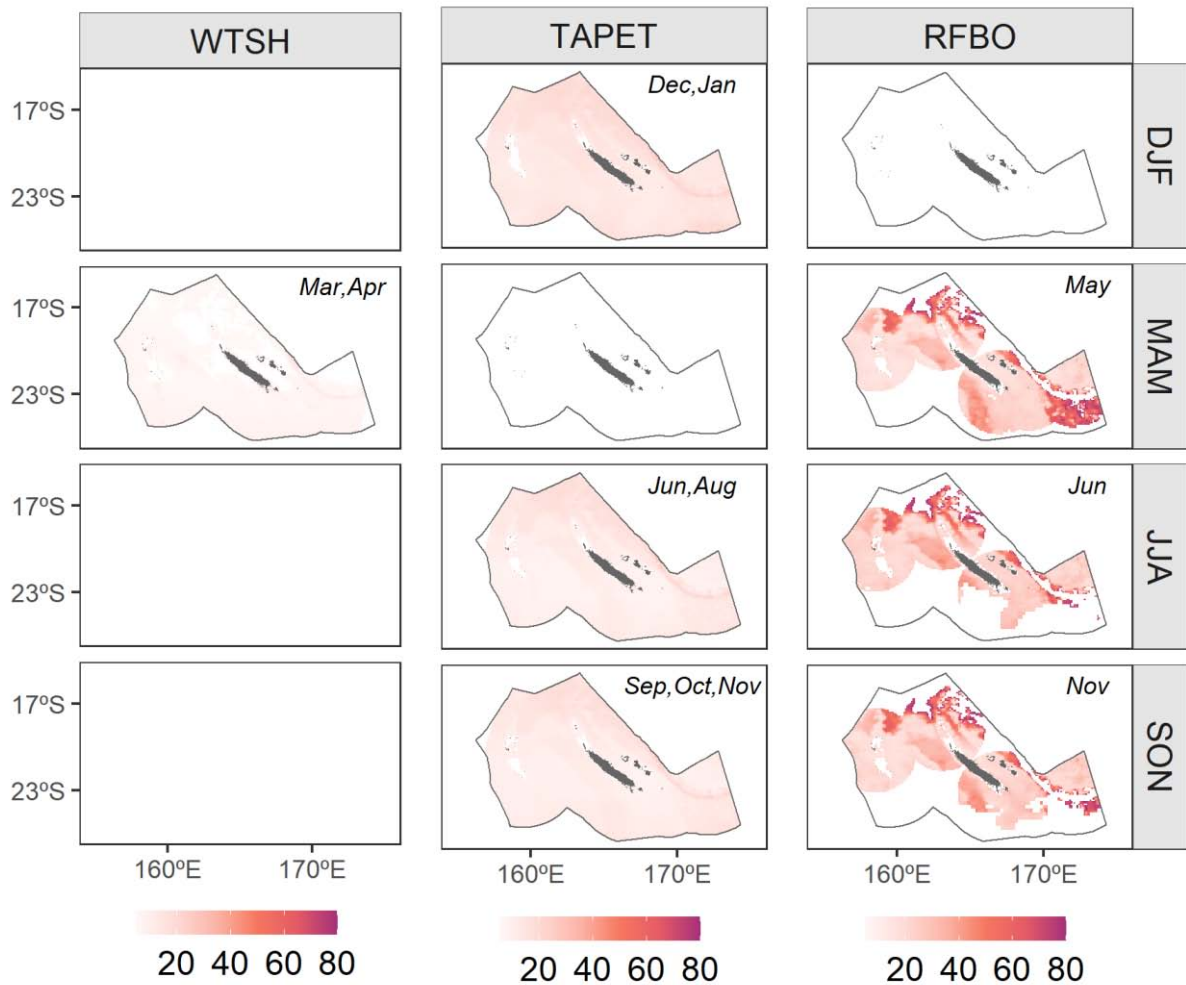 WTSH TAPET RFBO
17ºS Dec,Jan DJF
23ºS
17ºS Mar,Apr May MAM
23ºS
17ºS Jun,Aug Jun JJA
23ºS
17ºS Sep,Oct,Nov Nov SON
23ºS
160ºE 170ºE 160ºE 170ºE 160ºE 170ºE
20 40 60 80 20 40 60 80 20 40 60 80